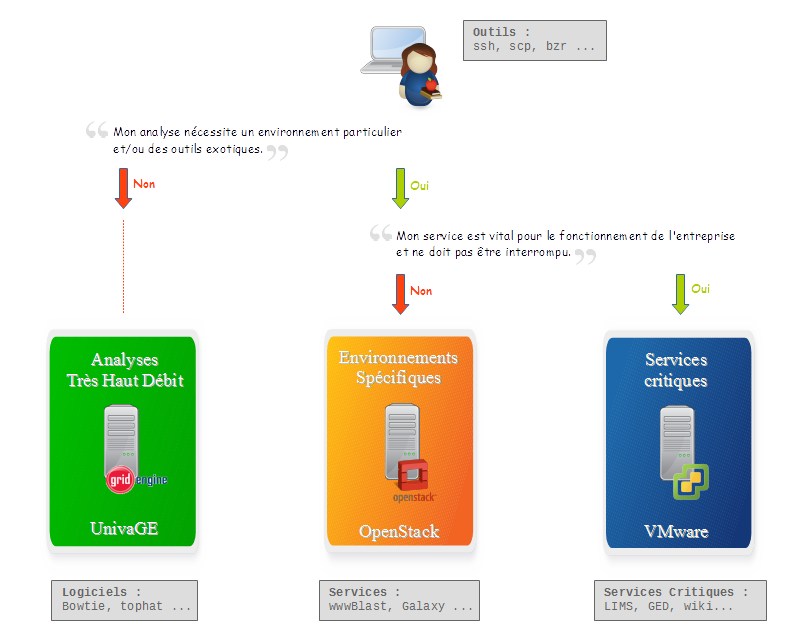 Outils :
ssh, scp, bzr ...
Mon analyse nécessite un environnement particulier
et/ou des outils exotiques.
Non
Oui
Mon service est vital pour le fonctionnement de l'entreprise
et ne doit pas être interrompu.
Non
Oui
Analyses
Très Haut Débit
grid engine
UnivaGE
Environnements
Spécifiques
openstack
OpenStack
Services
critiques
VMware
Logiciels :
Bowtie, tophat ...
Services :
wwwBlast, Galaxy ...
Services Critiques :
LIMS, GED, wiki...